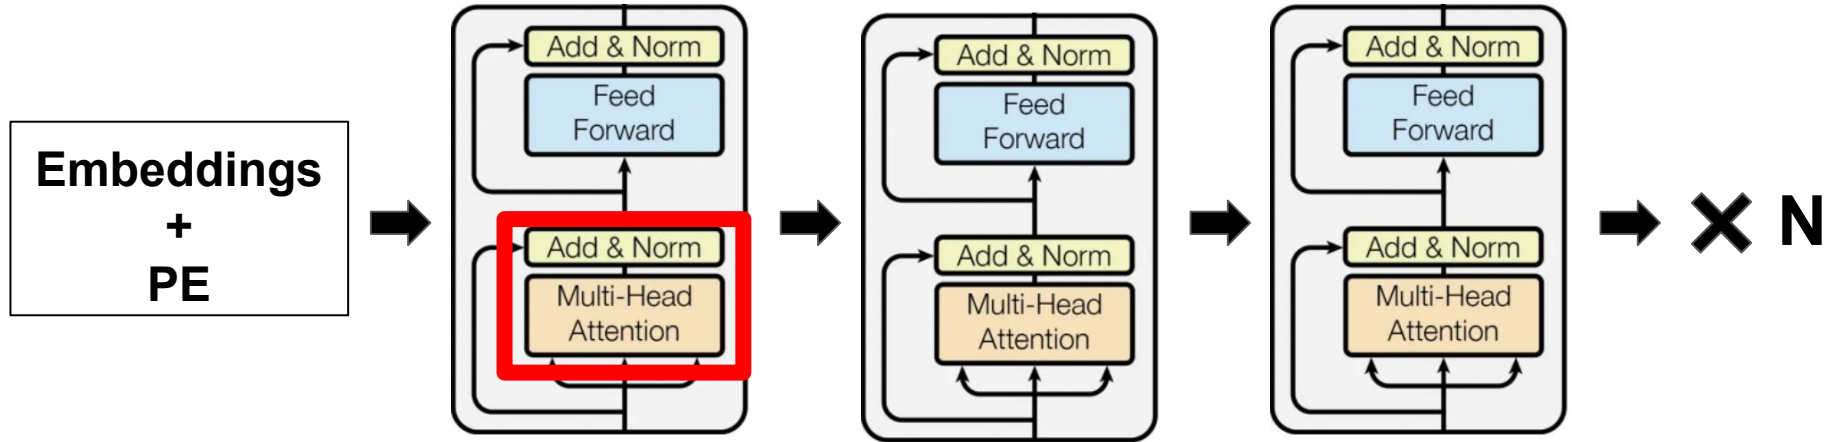 Embeddings
+
PE
Add & Norm
Feed
Forward
Add & Norm
Multi-Head
Attention
Add & Norm
Feed
Forward
Add & Norm
Multi-Head
Attention
Add & Norm
Feed
Forward
Add & Norm
Multi-Head
Attention
× N